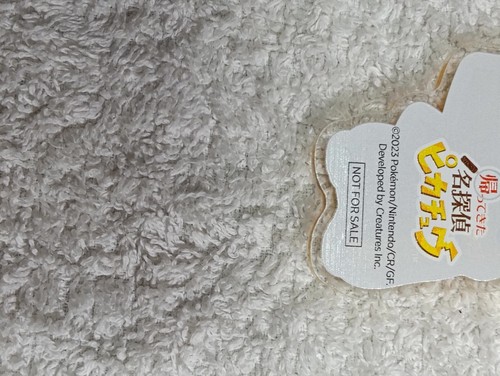 帰ってきた
名探偵
ピカチュウ
©2023 Pokémon/Nintendo/CR/GF.
Developed by Creatures Inc.
NOT FOR SALE